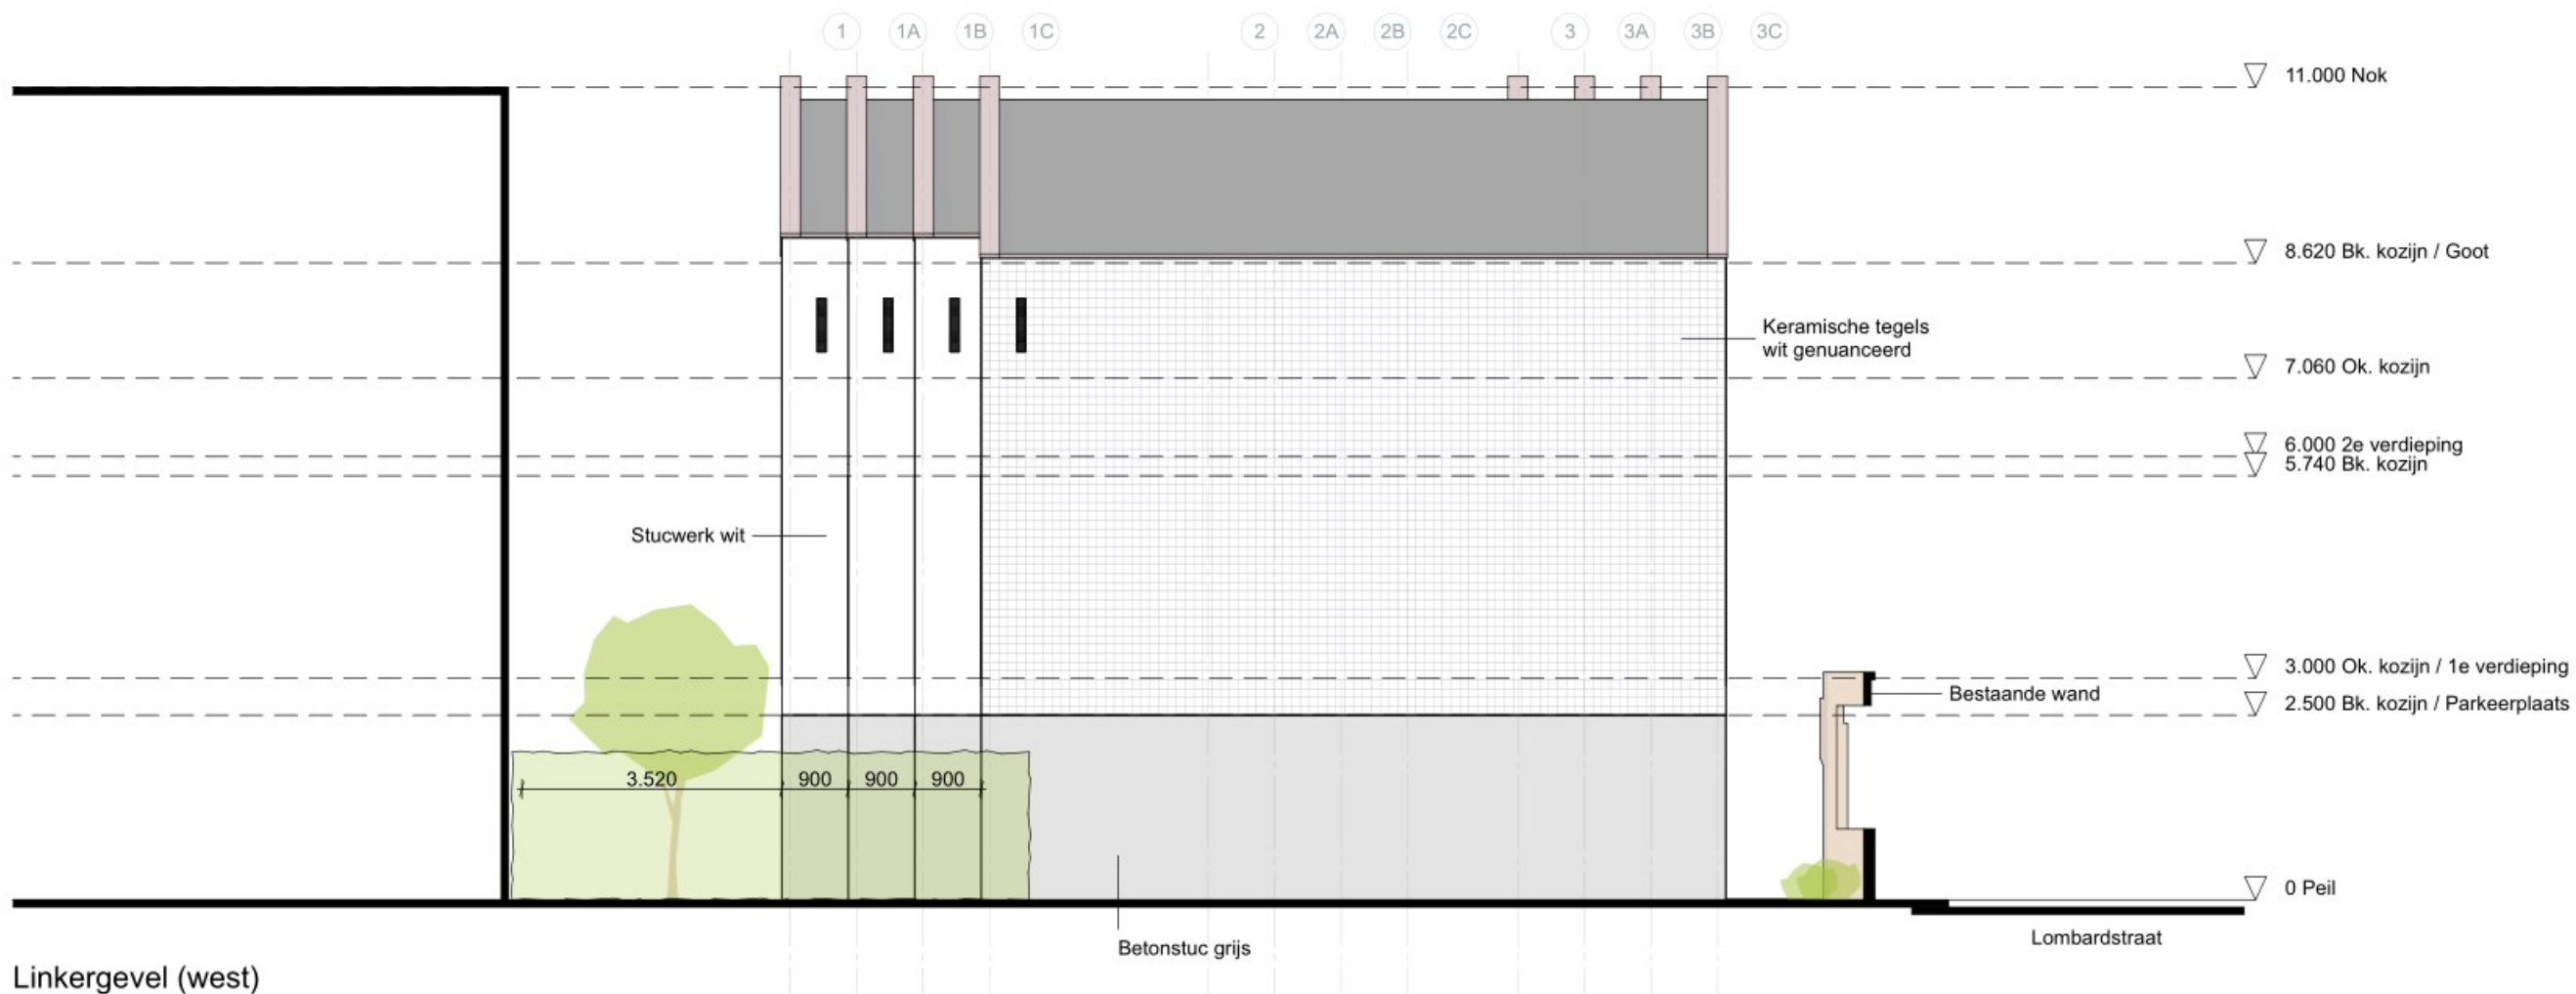 1 1A 1B 1C 2 2A 2B 2C 3 3A 3B 3C
11.000 Nok
8.620 Bk. kozijn / Goot
Keramische tegels
wit genuanceerd
7.060 Ok. kozijn
6.000 2e verdieping
5.740 Bk. kozijn
Stucwerk wit
3.000 Ok. kozijn / 1e verdieping
Bestaande wand
2.500 Bk. kozijn / Parkeerplaats
3.520 900 900 900
0 Peil
Lombardstraat
Betonstuc grijs
Linkergevel (west)